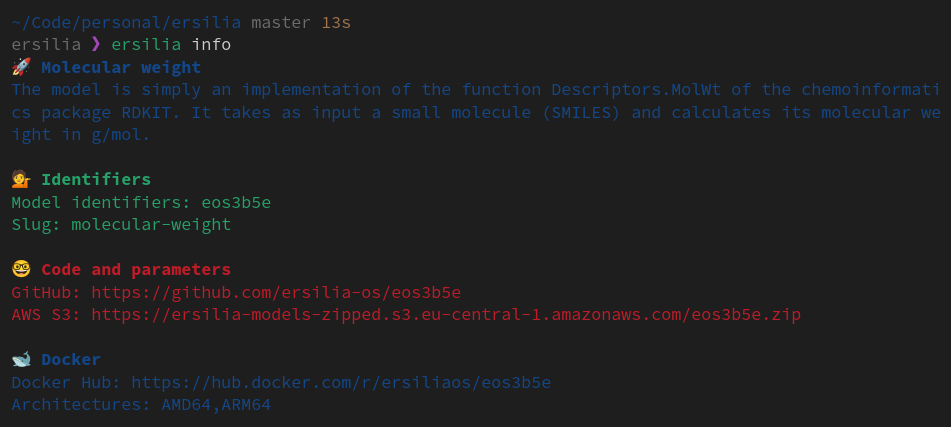 ~/Code/personal/ersilia master 13s
ersilia ❯ ersilia info
🚀 Molecular weight
The model is simply an implementation of the function Descriptors.MolWt of the chemoinformati
cs package RDKIT. It takes as input a small molecule (SMILES) and calculates its molecular we
ight in g/mol.
💁 Identifiers
Model identifiers: eos3b5e
Slug: molecular-weight
🤓 Code and parameters
GitHub: https://github.com/ersilia-os/eos3b5e
AWS S3: https://ersilia-models-zipped.s3.eu-central-1.amazonaws.com/eos3b5e.zip
🐋 Docker
Docker Hub: https://hub.docker.com/r/ersiliaos/eos3b5e
Architectures: AMD64,ARM64